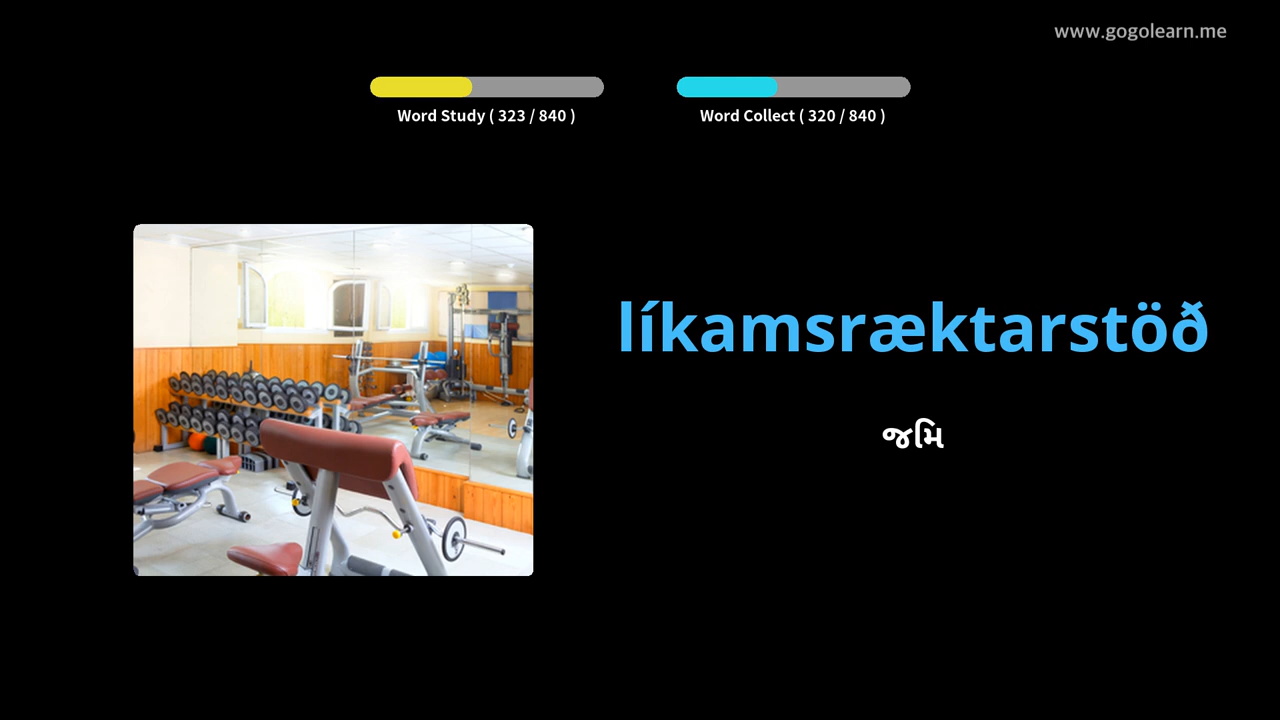 www.gogolearn.me
Word Study ( 323 / 840 )
Word Collect ( 320 / 840 )
líkamsræktarstöð
જિમ